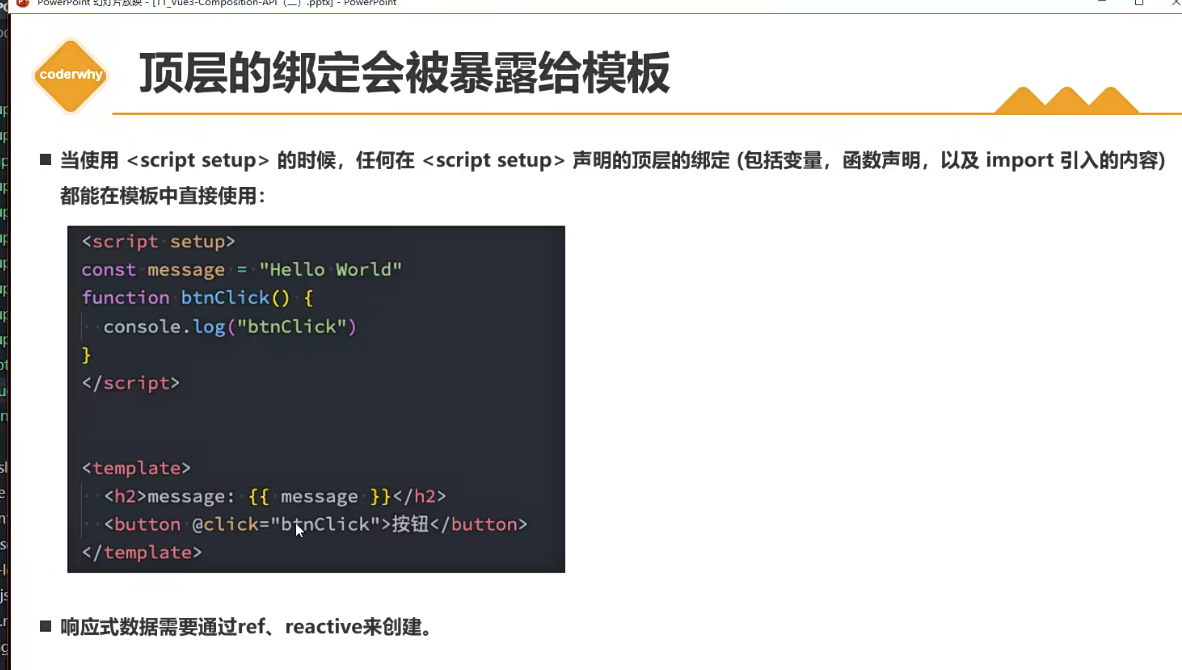 PowerPoint 幻灯片放映 - [11_Vue3-Composition-API（二）.pptx] - PowerPoint
coderwhy
顶层的绑定会被暴露给模板
当使用 <script setup> 的时候，任何在 <script setup> 声明的顶层的绑定 (包括变量，函数声明，以及 import 引入的内容)
都能在模板中直接使用：
<script setup>
const message = "Hello World"
function btnClick() {
console.log("btnClick")
}
</script>
<template>
<h2>message: {{ message }}</h2>
<button @click="btnClick">按钮</button>
</template>
响应式数据需要通过ref、reactive来创建。